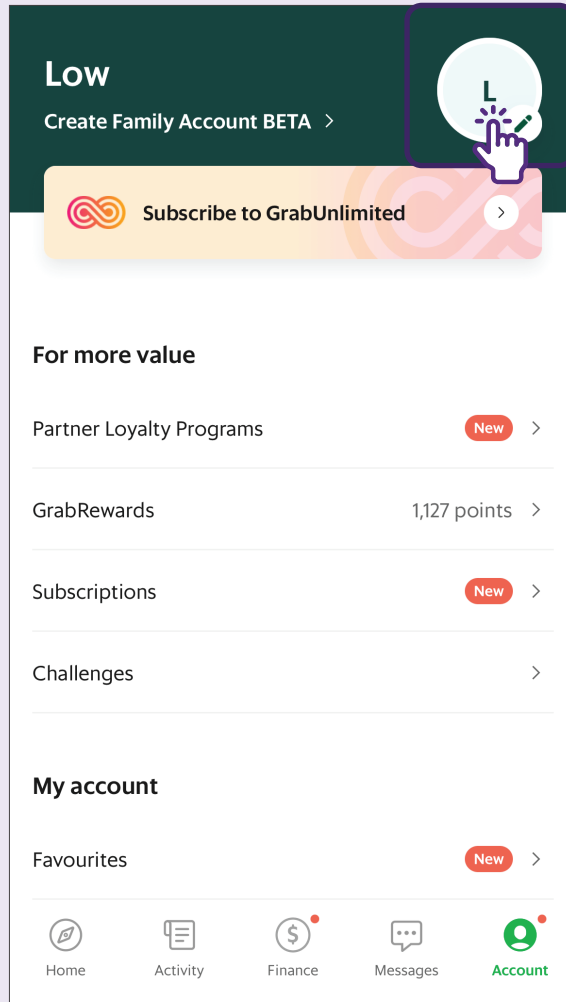 Low
L
Create Family Account BETA >
Subscribe to GrabUnlimited
For more value
Partner Loyalty Programs New
GrabRewards 1,127 points
Subscriptions New
Challenges
My account
Favourites New
Home Activity Finance Messages Account